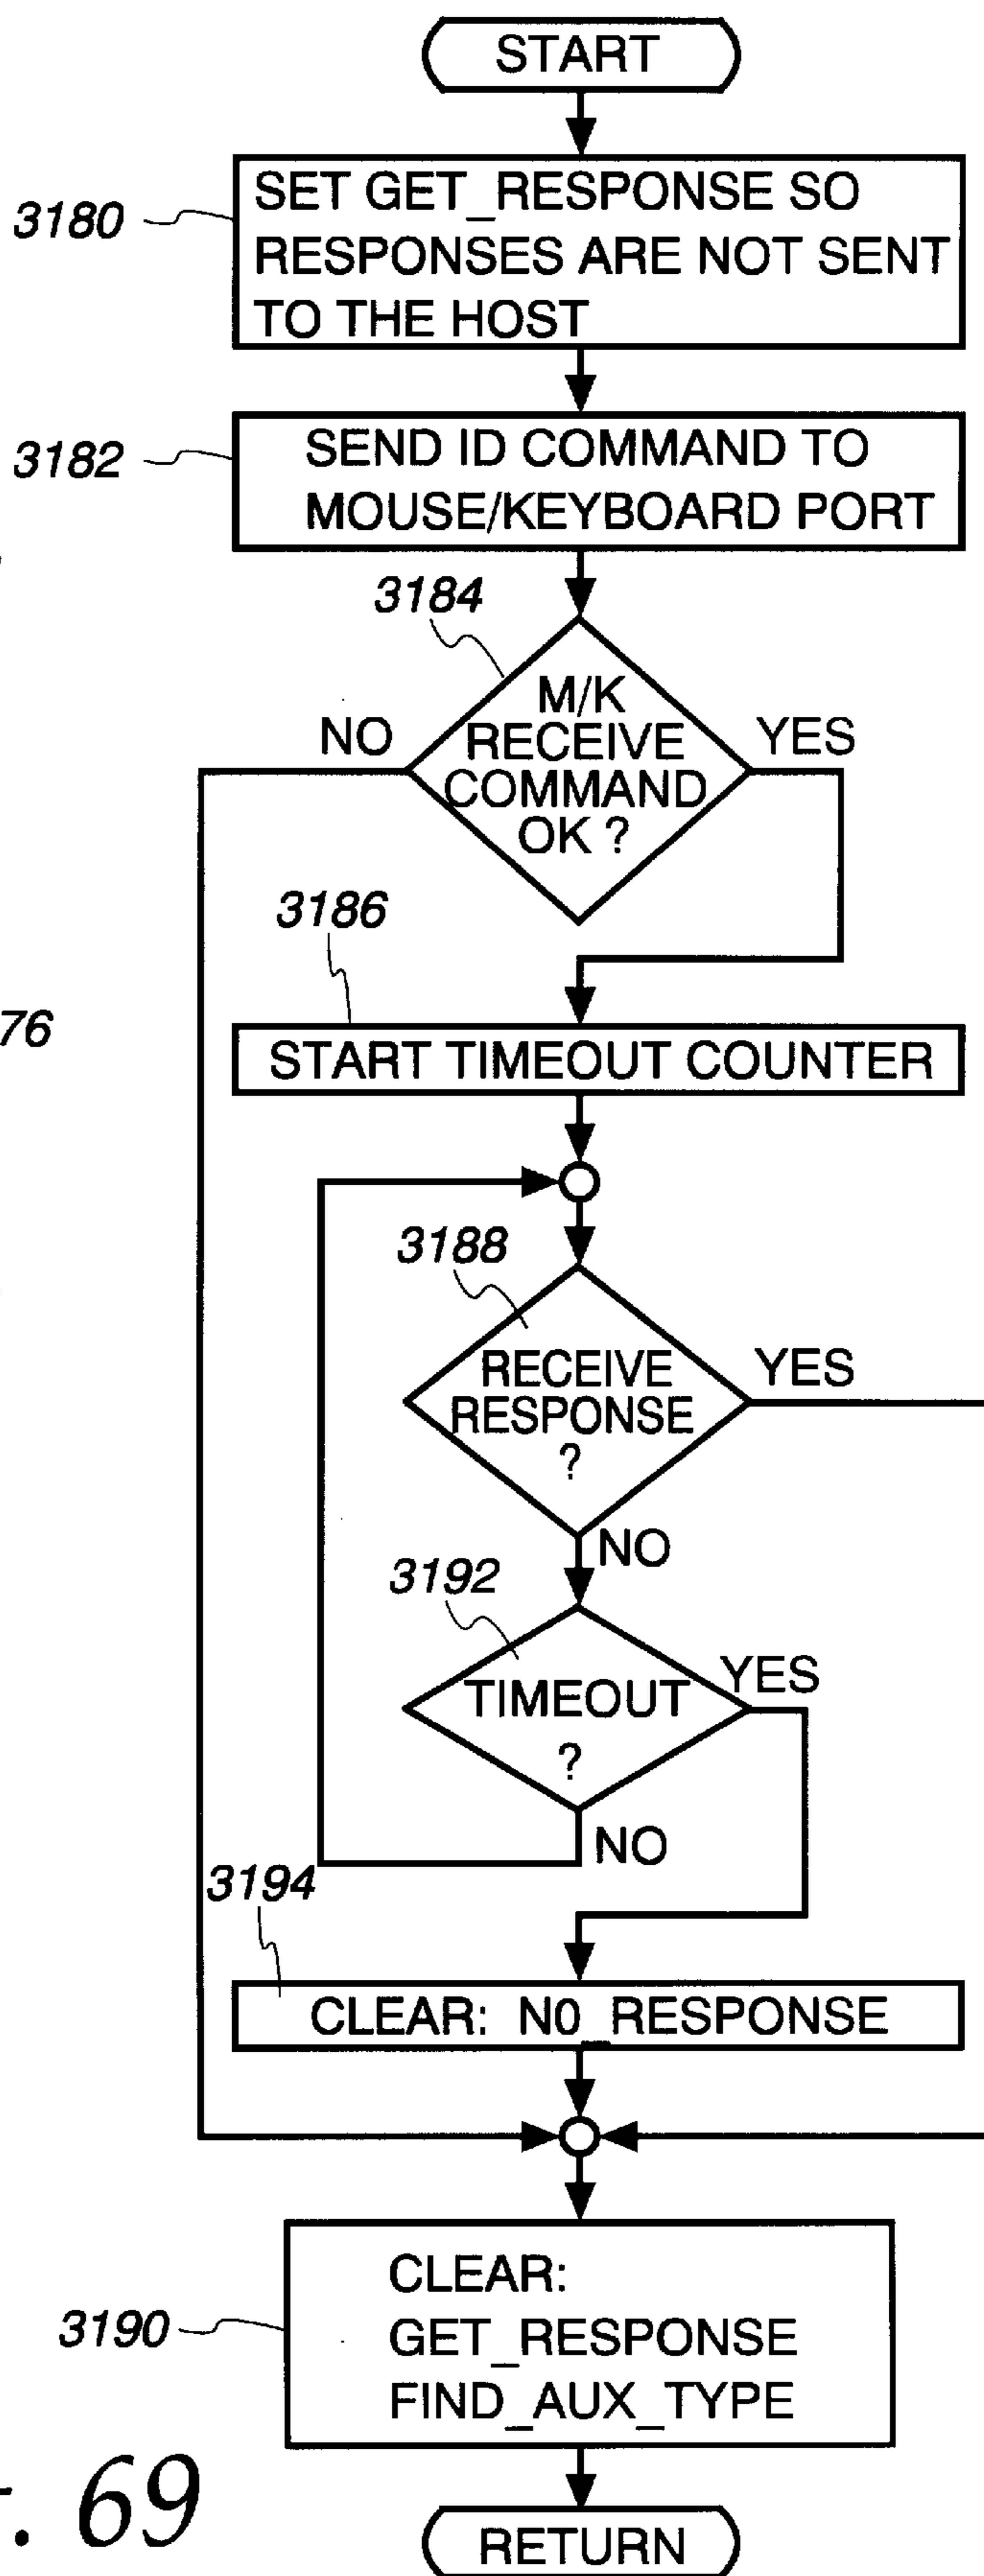 START
3180
SET GET_RESPONSE SO
RESPONSES ARE NOT SENT
TO THE HOST
3182
SEND ID COMMAND TO
MOUSE/KEYBOARD PORT
3184
M/K
RECEIVE
COMMAND
OK ?
NO
YES
3186
76
START TIMEOUT COUNTER
3188
RECEIVE
RESPONSE
?
YES
NO
3192
TIMEOUT
?
YES
NO
3194
CLEAR: N0_RESPONSE
3190
CLEAR:
GET_RESPONSE
FIND_AUX_TYPE
69
RETURN